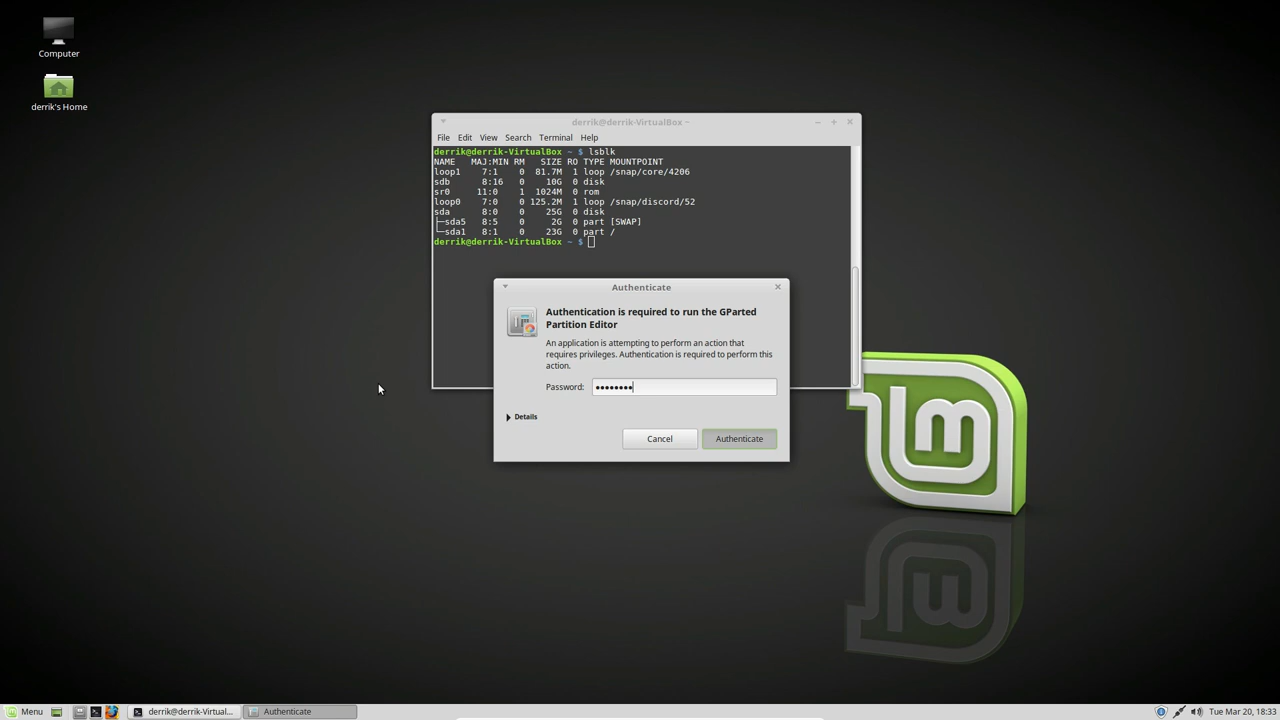 Computer
derrik's Home
derrik@derrik-VirtualBox ~
File Edit View Search Terminal Help
derrik@derrik-VirtualBox ~ $ lsblk
NAME   MAJ:MIN RM   SIZE RO TYPE MOUNTPOINT
loop1    7:1    0  81.7M  1 loop /snap/core/4206
sdb      8:16   0    10G  0 disk
sr0     11:0    1  1024M  0 rom
loop0    7:0    0 125.2M  1 loop /snap/discord/52
sda      8:0    0    25G  0 disk
├─sda5   8:5    0     2G  0 part [SWAP]
└─sda1   8:1    0    23G  0 part /
derrik@derrik-VirtualBox ~ $
Authenticate
Authentication is required to run the GParted
Partition Editor
An application is attempting to perform an action that
requires privileges. Authentication is required to perform this
action.
Password: ••••••••
Details
Cancel Authenticate
Menu derrik@derrik-Virtual... Authenticate Tue Mar 20, 18:33